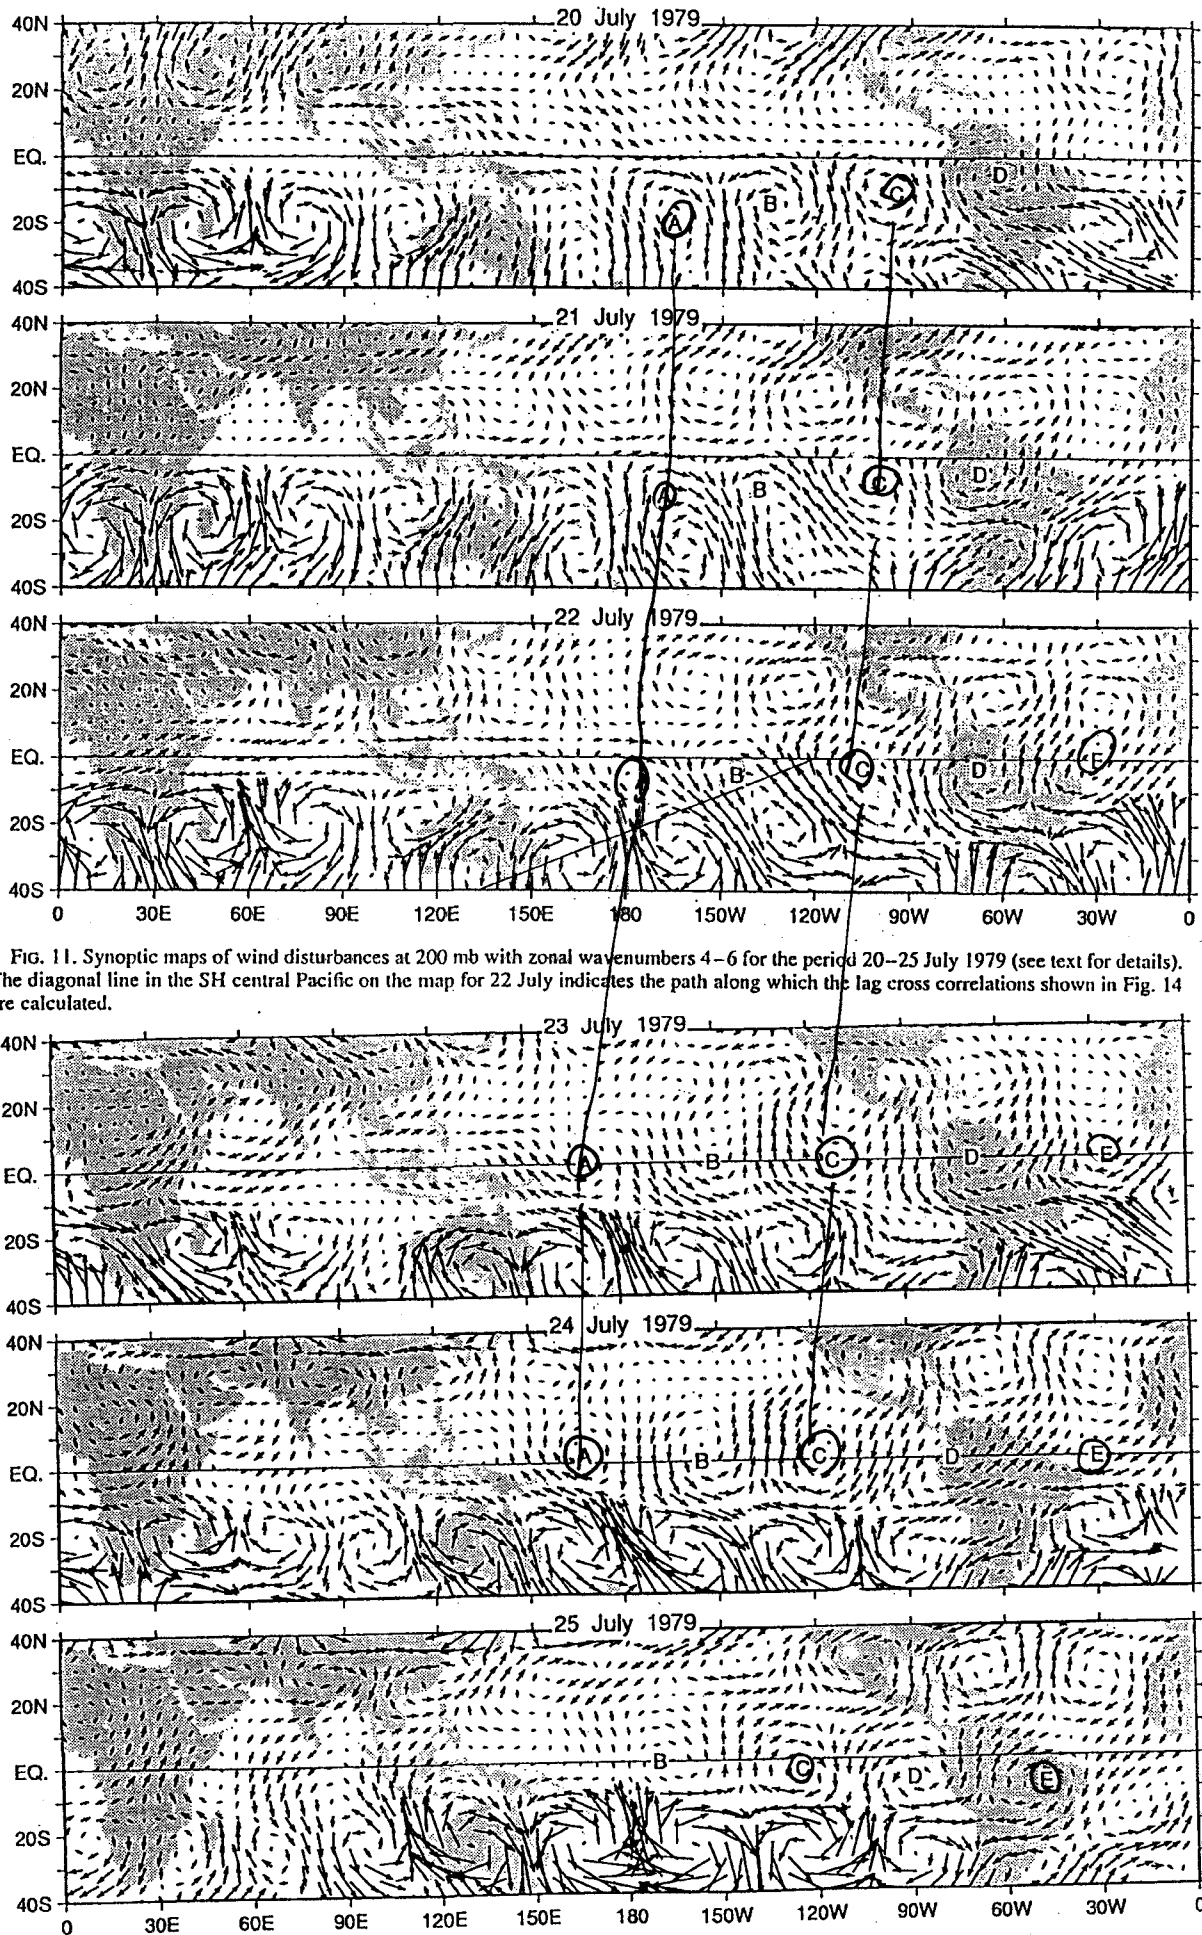 20 July 1979
40N
20N
EQ.
20S
40S
A
B
C
D
21 July 1979
40N
20N
EQ.
20S
40S
A
B
C
D
22 July 1979
40N
20N
EQ.
20S
40S
B
C
D
E
0 30E 60E 90E 120E 150E 180 150W 120W 90W 60W 30W 0
FIG. 11. Synoptic maps of wind disturbances at 200 mb with zonal wavenumbers 4–6 for the period 20–25 July 1979 (see text for details).
The diagonal line in the SH central Pacific on the map for 22 July indicates the path along which the lag cross correlations shown in Fig. 14
re calculated.
23 July 1979
40N
20N
EQ.
20S
40S
A
B
C
D
E
24 July 1979
40N
20N
EQ.
20S
40S
A
B
C
D
E
25 July 1979
40N
20N
EQ.
20S
40S
B
C
D
E
0 30E 60E 90E 120E 150E 180 150W 120W 90W 60W 30W 0